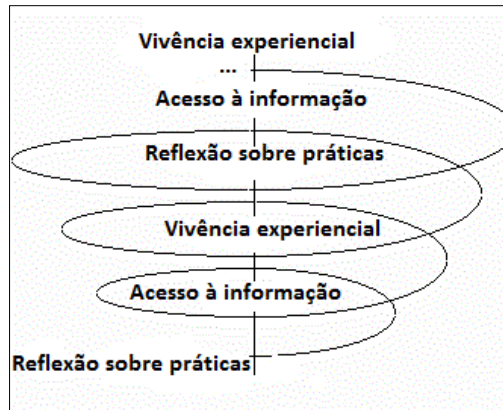 Vivência experiencial
...
Acesso à informação
Reflexão sobre práticas
Vivência experiencial
Acesso à informação
Reflexão sobre práticas